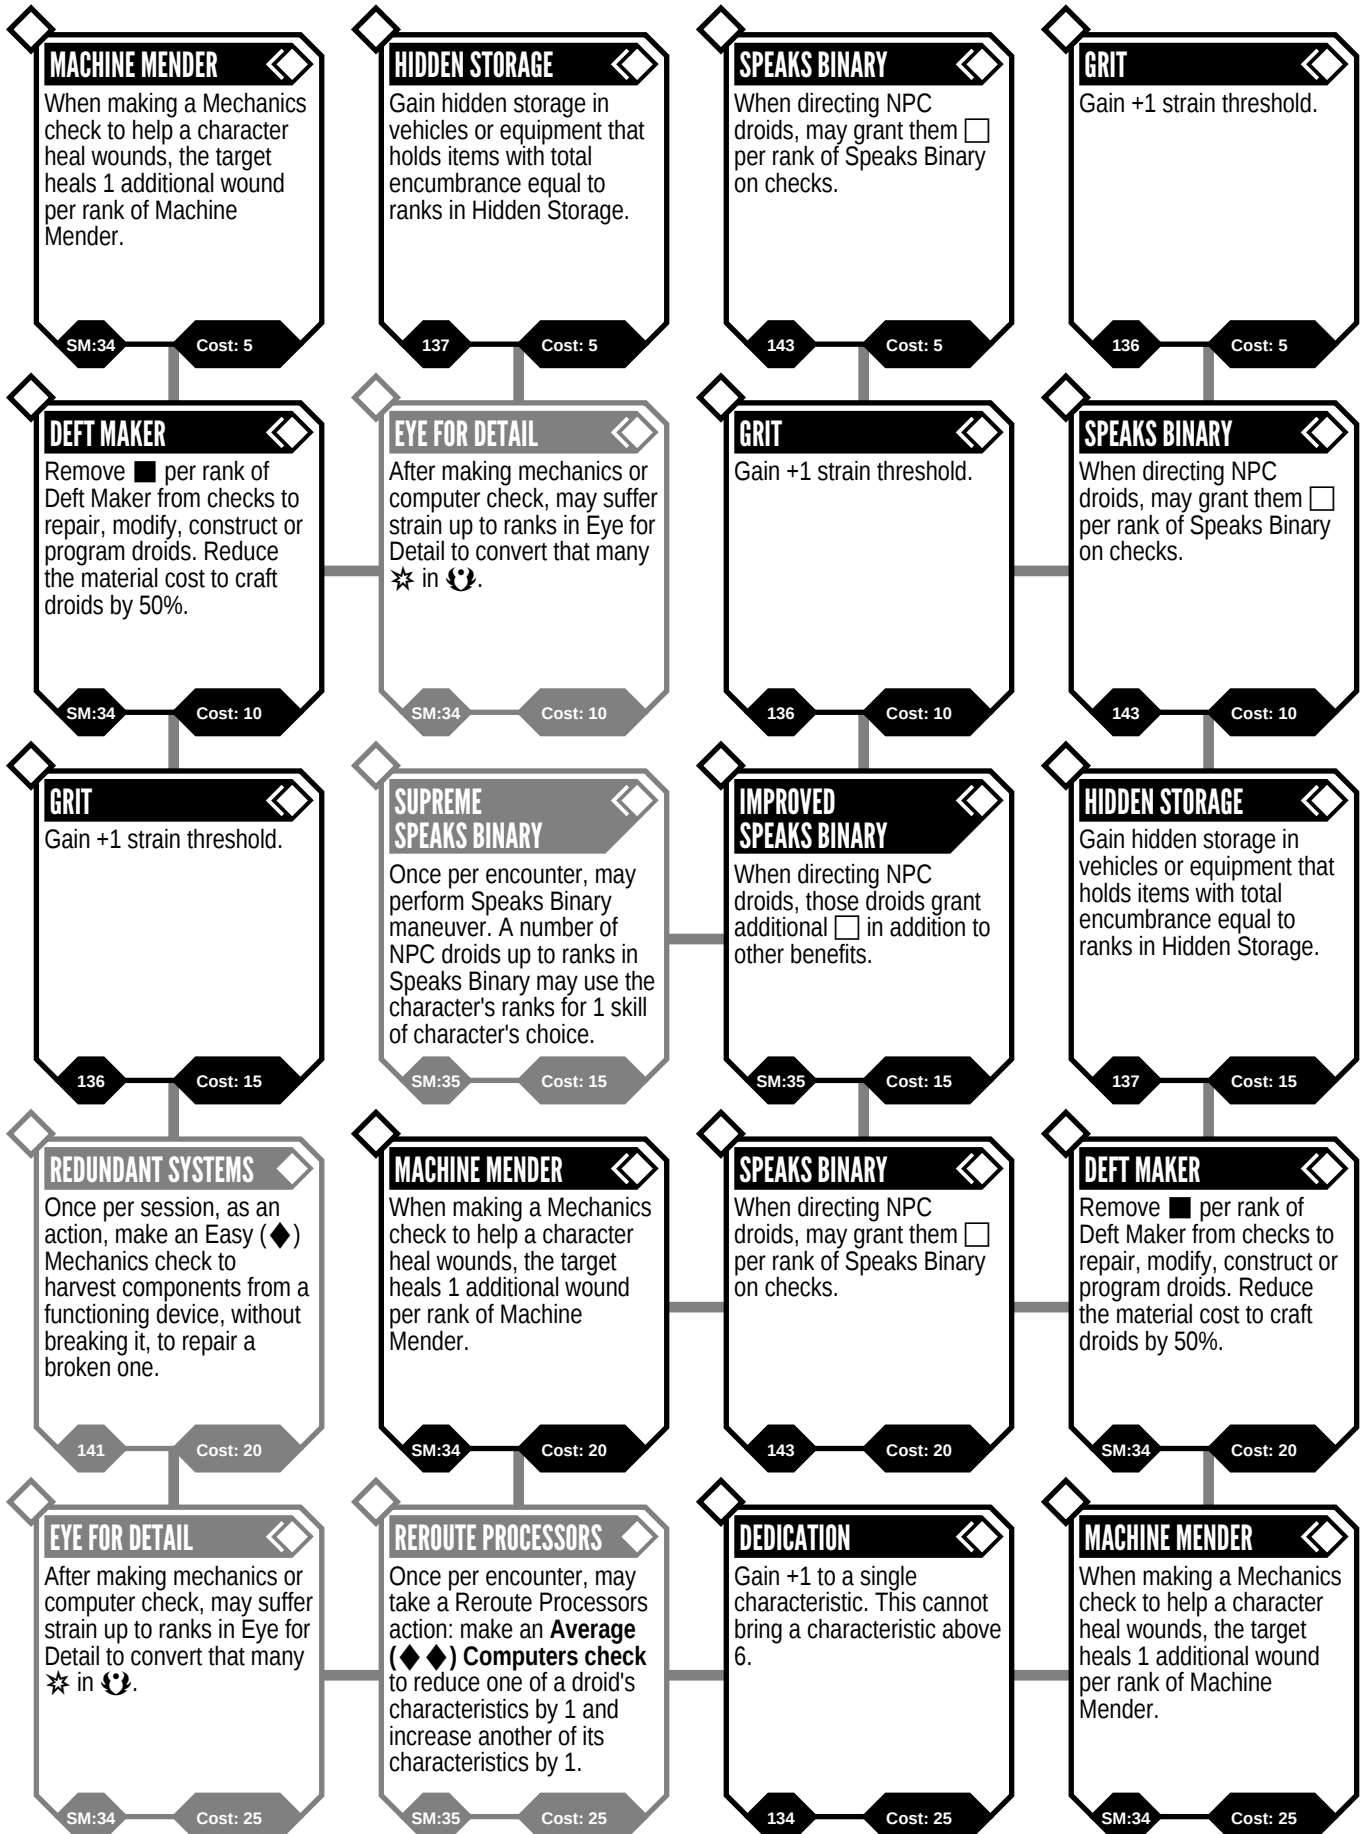 MACHINE MENDER
When making a Mechanics
check to help a character
heal wounds, the target
heals 1 additional wound
per rank of Machine
Mender.
SM:34
Cost: 5
HIDDEN STORAGE
Gain hidden storage in
vehicles or equipment that
holds items with total
encumbrance equal to
ranks in Hidden Storage.
137
Cost: 5
SPEAKS BINARY
When directing NPC
droids, may grant them
per rank of Speaks Binary
on checks.
143
Cost: 5
GRIT
Gain +1 strain threshold.
136
Cost: 5
DEFT MAKER
Remove per rank of
Deft Maker from checks to
repair, modify, construct or
program droids. Reduce
the material cost to craft
droids by 50%.
SM:34
Cost: 10
EYE FOR DETAIL
After making mechanics or
computer check, may suffer
strain up to ranks in Eye for
Detail to convert that many
in .
SM:34
Cost: 10
GRIT
Gain +1 strain threshold.
136
Cost: 10
SPEAKS BINARY
When directing NPC
droids, may grant them
per rank of Speaks Binary
on checks.
143
Cost: 10
GRIT
Gain +1 strain threshold.
136
Cost: 15
SUPREME
SPEAKS BINARY
Once per encounter, may
perform Speaks Binary
maneuver. A number of
NPC droids up to ranks in
Speaks Binary may use the
character's ranks for 1 skill
of character's choice.
SM:35
Cost: 15
IMPROVED
SPEAKS BINARY
When directing NPC
droids, those droids grant
additional in addition to
other benefits.
SM:35
Cost: 15
HIDDEN STORAGE
Gain hidden storage in
vehicles or equipment that
holds items with total
encumbrance equal to
ranks in Hidden Storage.
137
Cost: 15
REDUNDANT SYSTEMS
Once per session, as an
action, make an Easy (◆)
Mechanics check to
harvest components from a
functioning device, without
breaking it, to repair a
broken one.
141
Cost: 20
MACHINE MENDER
When making a Mechanics
check to help a character
heal wounds, the target
heals 1 additional wound
per rank of Machine
Mender.
SM:34
Cost: 20
SPEAKS BINARY
When directing NPC
droids, may grant them
per rank of Speaks Binary
on checks.
143
Cost: 20
DEFT MAKER
Remove per rank of
Deft Maker from checks to
repair, modify, construct or
program droids. Reduce
the material cost to craft
droids by 50%.
SM:34
Cost: 20
EYE FOR DETAIL
After making mechanics or
computer check, may suffer
strain up to ranks in Eye for
Detail to convert that many
in .
SM:34
Cost: 25
REROUTE PROCESSORS
Once per encounter, may
take a Reroute Processors
action: make an Average
(◆◆) Computers check
to reduce one of a droid's
characteristics by 1 and
increase another of its
characteristics by 1.
SM:35
Cost: 25
DEDICATION
Gain +1 to a single
characteristic. This cannot
bring a characteristic above
6.
134
Cost: 25
MACHINE MENDER
When making a Mechanics
check to help a character
heal wounds, the target
heals 1 additional wound
per rank of Machine
Mender.
SM:34
Cost: 25